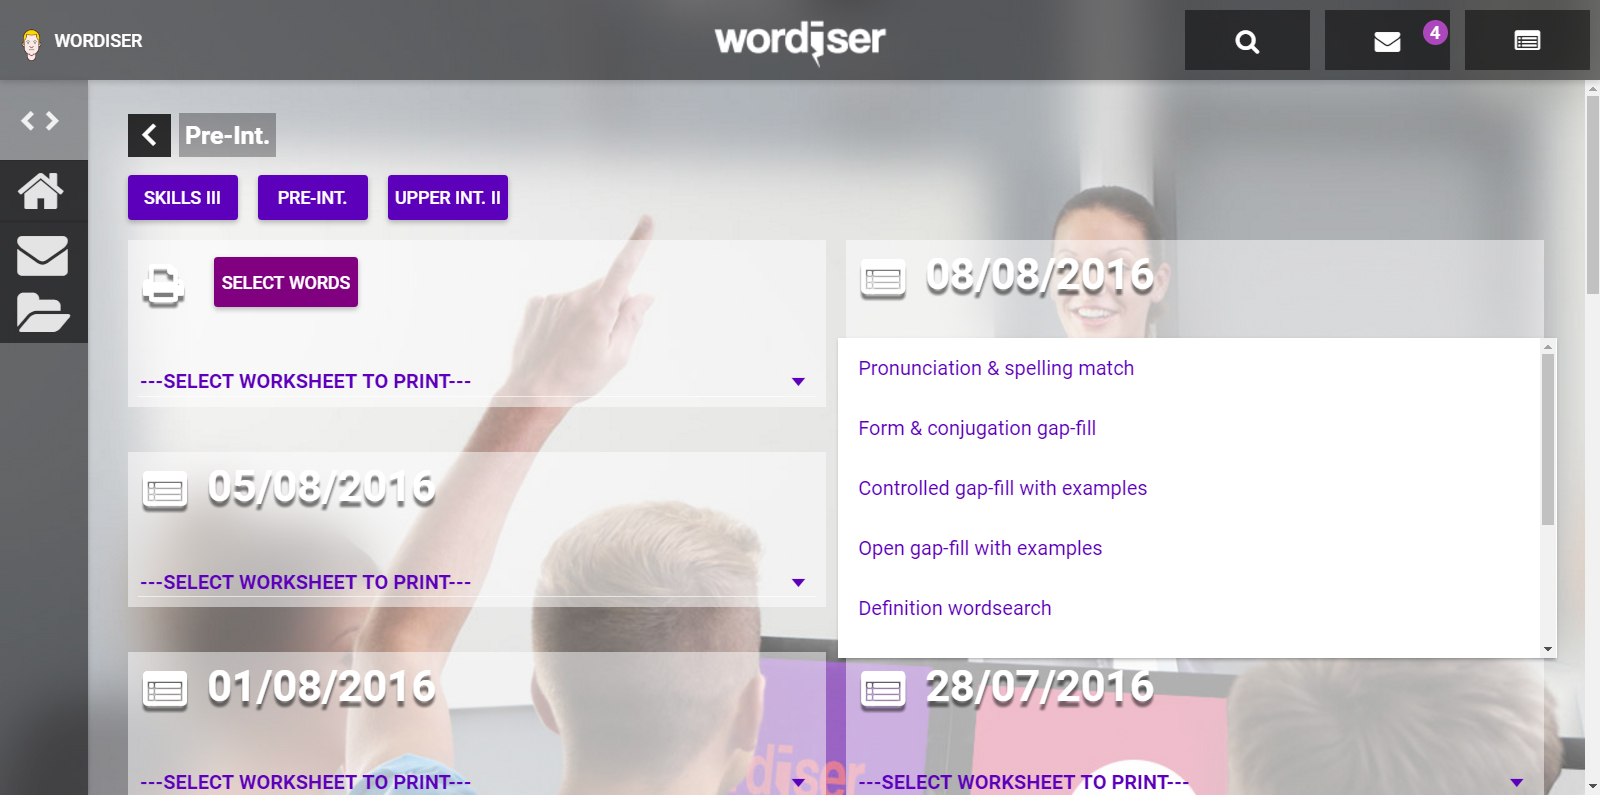 WORDISER
wordiser
4
Pre-Int.
SKILLS III
PRE-INT.
UPPER INT. II
SELECT WORDS
---SELECT WORKSHEET TO PRINT---
08/08/2016
Pronunciation & spelling match
Form & conjugation gap-fill
Controlled gap-fill with examples
Open gap-fill with examples
Definition wordsearch
05/08/2016
---SELECT WORKSHEET TO PRINT---
01/08/2016
---SELECT WORKSHEET TO PRINT---
28/07/2016
---SELECT WORKSHEET TO PRINT---
diser